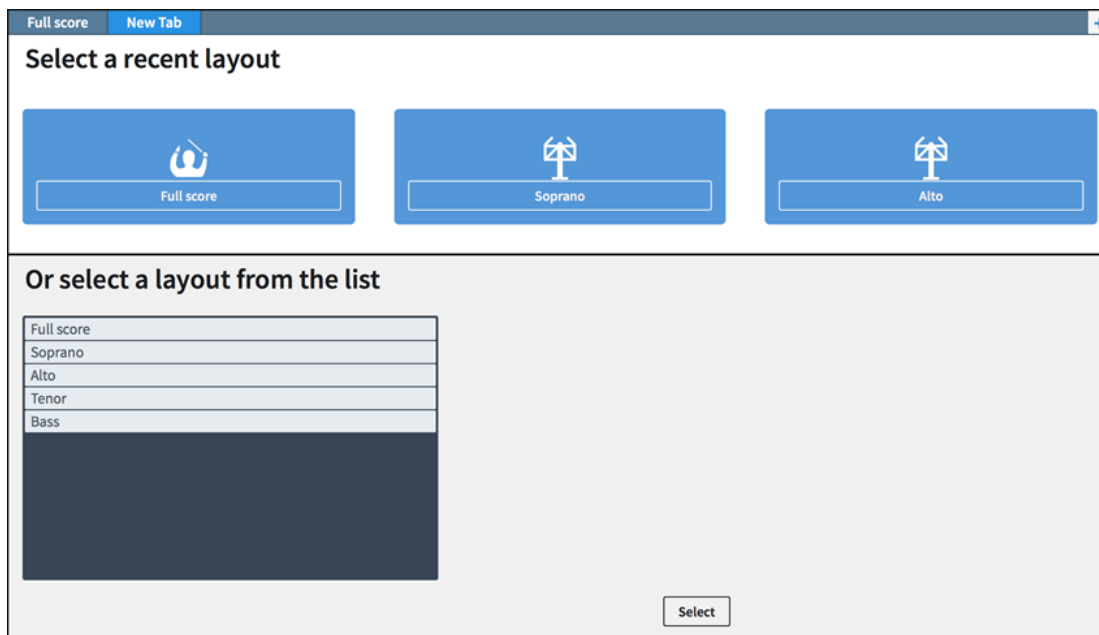 Full score New Tab +
Select a recent layout
Full score Soprano Alto
Or select a layout from the list
Full score
Soprano
Alto
Tenor
Bass
Select